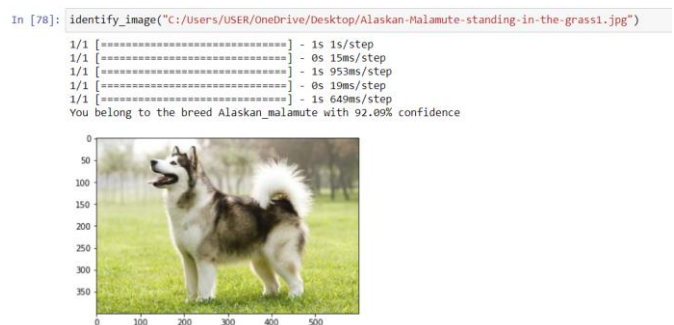 In [78]: identify_image("C:/Users/USER/OneDrive/Desktop/Alaskan-Malamute-standing-in-the-grass1.jpg")
1/1 [==============================] - 1s 1s/step
1/1 [==============================] - 0s 15ms/step
1/1 [==============================] - 1s 953ms/step
1/1 [==============================] - 0s 19ms/step
1/1 [==============================] - 1s 649ms/step
You belong to the breed Alaskan_malamute with 92.09% confidence
0
50
100
150
200
250
300
350
0 100 200 300 400 500